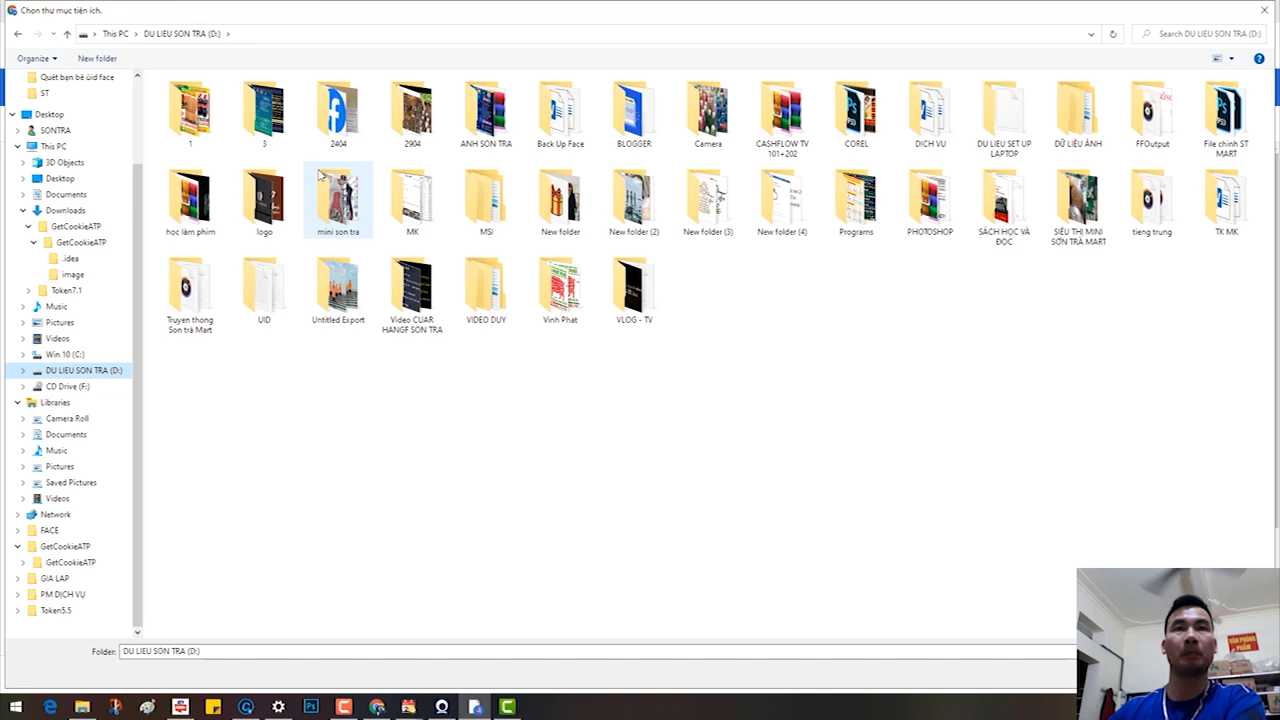 Chọn thư mục tiện ích.
This PC
DU LIEU SON TRA (D:)
Search DU LIEU SON TRA (D:)
Organize
New folder
Quét bạn bè ủid face
ST
Desktop
SONTRA
This PC
3D Objects
Desktop
Documents
Downloads
GetCookieATP
GetCookieATP
.idea
image
Token7.1
Music
Pictures
Videos
Win 10 (C:)
DU LIEU SON TRA (D:)
CD Drive (F:)
Libraries
Camera Roll
Documents
Music
Pictures
Saved Pictures
Videos
Network
FACE
GetCookieATP
GetCookieATP
GIA LAP
PM DỊCH VỤ
Token5.5
1
3
2404
2904
ANH SON TRA
Back Up Face
BLOGGER
Camera
CASHFLOW TV
101+202
COREL
DICH VU
DU LIEU SET UP
LAPTOP
DỮ LIỆU ẢNH
FFOutput
File chinh ST
MART
học làm phim
logo
mini son tra
MK
MSI
New folder
New folder (2)
New folder (3)
New folder (4)
Programs
PHOTOSHOP
SÁCH HỌC VÀ
ĐỌC
SIÊU THỊ MINI
SƠN TRÀ MART
tieng trung
TK MK
Truyen thong
Son trà Mart
UID
Untitled Export
Video CUAR
HANGF SON TRA
VIDEO DUY
Vinh Phat
VLOG - TV
Folder:
DU LIEU SON TRA (D:)
VĂN PHÒNG
PHẨM